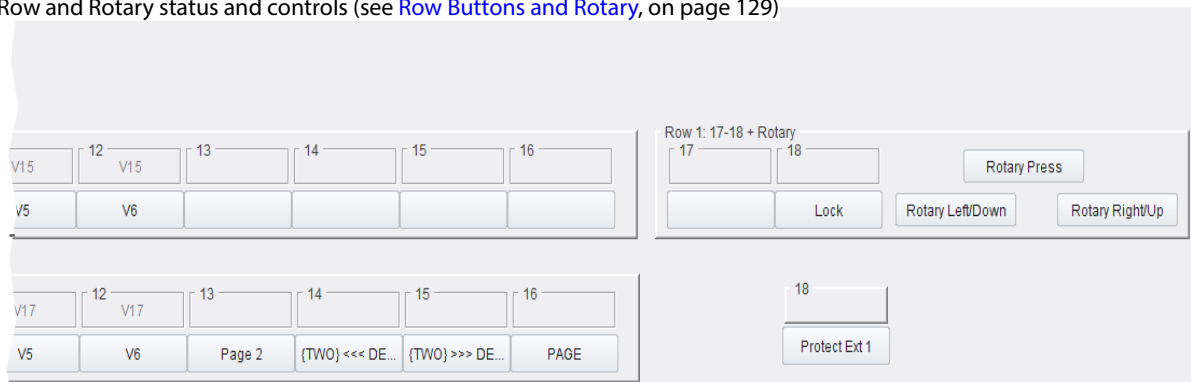 Row and Rotary status and controls (see Row Buttons and Rotary, on page 129)
Row 1: 17-18 + Rotary
12 13 14 15 16 17 18
V15 V15 Rotary Press
V5 V6 Lock Rotary Left/Down Rotary Right/Up
12 13 14 15 16 18
V17 V17
V5 V6 Page 2 {TWO} <<< DE... {TWO} >>> DE... PAGE Protect Ext 1